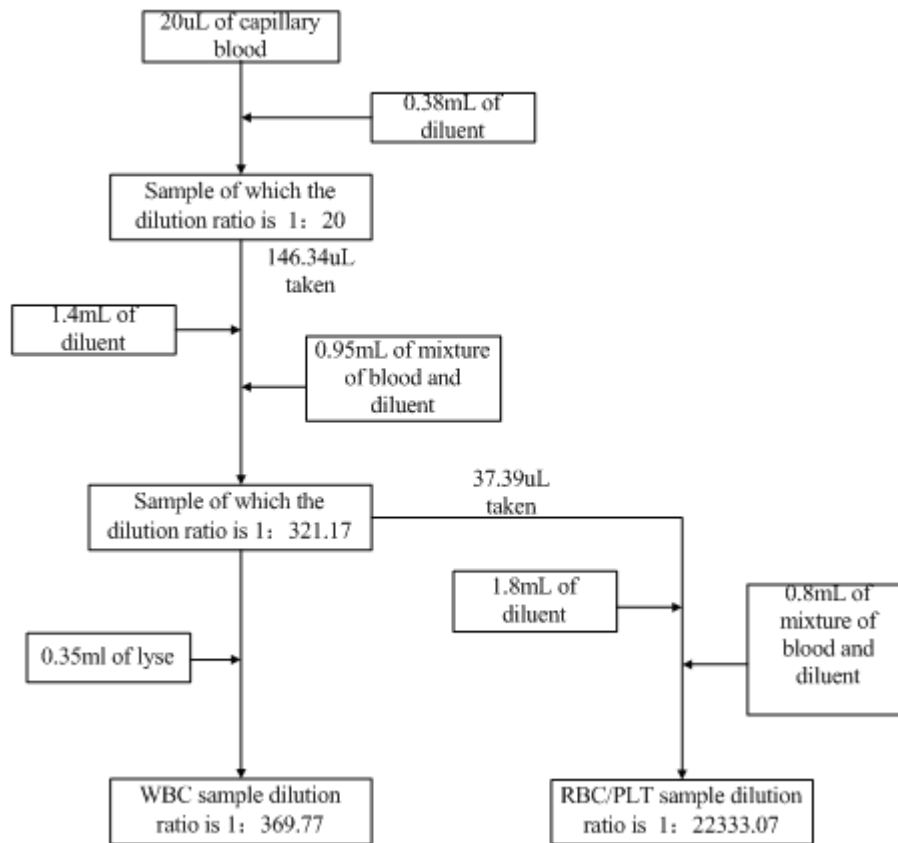 20uL of capillary
blood
0.38mL of
diluent
Sample of which the
dilution ratio is 1：20
146.34uL
taken
1.4mL of
diluent
0.95mL of mixture
of blood and
diluent
37.39uL
taken
Sample of which the
dilution ratio is 1：321.17
1.8mL of
diluent
0.8mL of
mixture of
blood and
diluent
0.35ml of lyse
WBC sample dilution
ratio is 1：369.77
RBC/PLT sample dilution
ratio is 1：22333.07